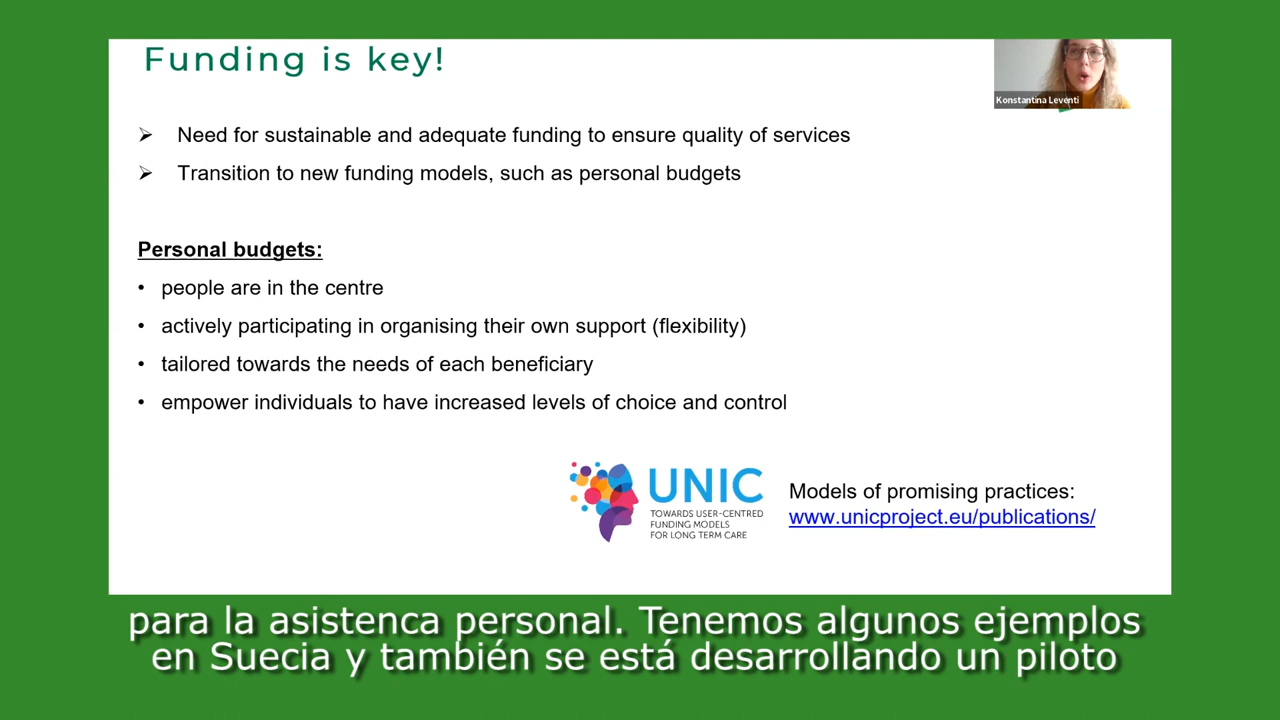 Funding is key!
Konstantina Leventi
Need for sustainable and adequate funding to ensure quality of services
Transition to new funding models, such as personal budgets
Personal budgets:
• people are in the centre
• actively participating in organising their own support (flexibility)
• tailored towards the needs of each beneficiary
• empower individuals to have increased levels of choice and control
UNIC
TOWARDS USER-CENTRED
FUNDING MODELS
FOR LONG TERM CARE
Models of promising practices:
www.unicproject.eu/publications/
para la asistenca personal. Tenemos algunos ejemplos
en Suecia y también se está desarrollando un piloto